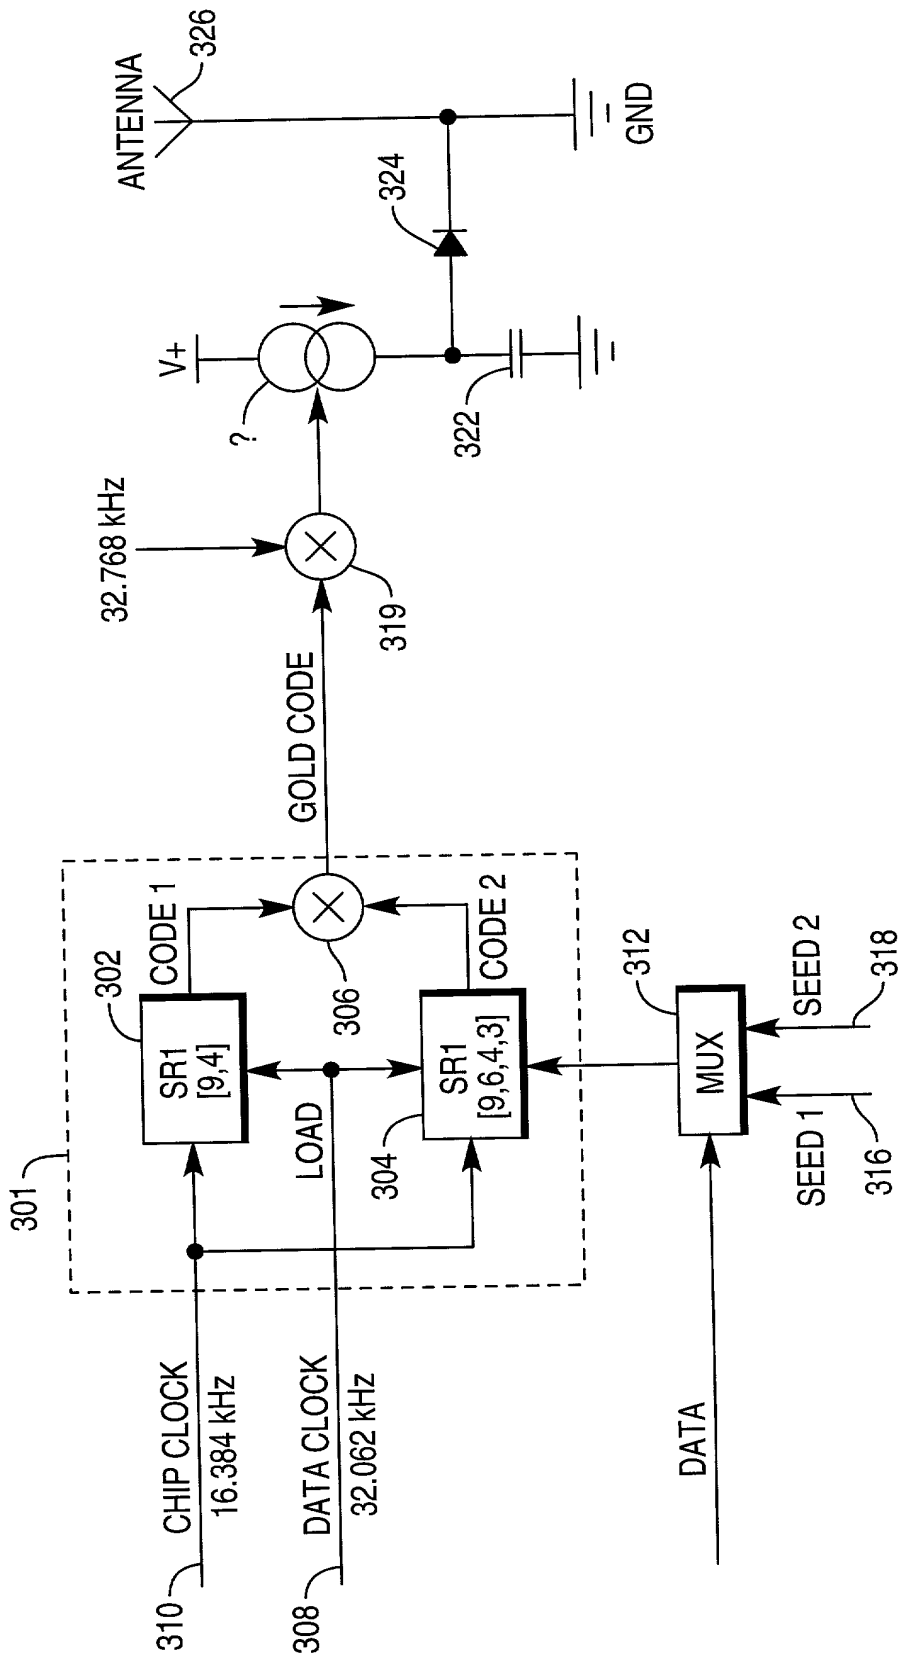 301
310
CHIP CLOCK
16.384 kHz
308
DATA CLOCK
32.062 kHz
302
SR1
[9,4]
CODE 1
LOAD
304
SR1
[9,6,4,3]
CODE 2
306
GOLD CODE
DATA
312
MUX
SEED 1
316
SEED 2
318
32.768 kHz
319
?
V+
322
324
ANTENNA
326
GND